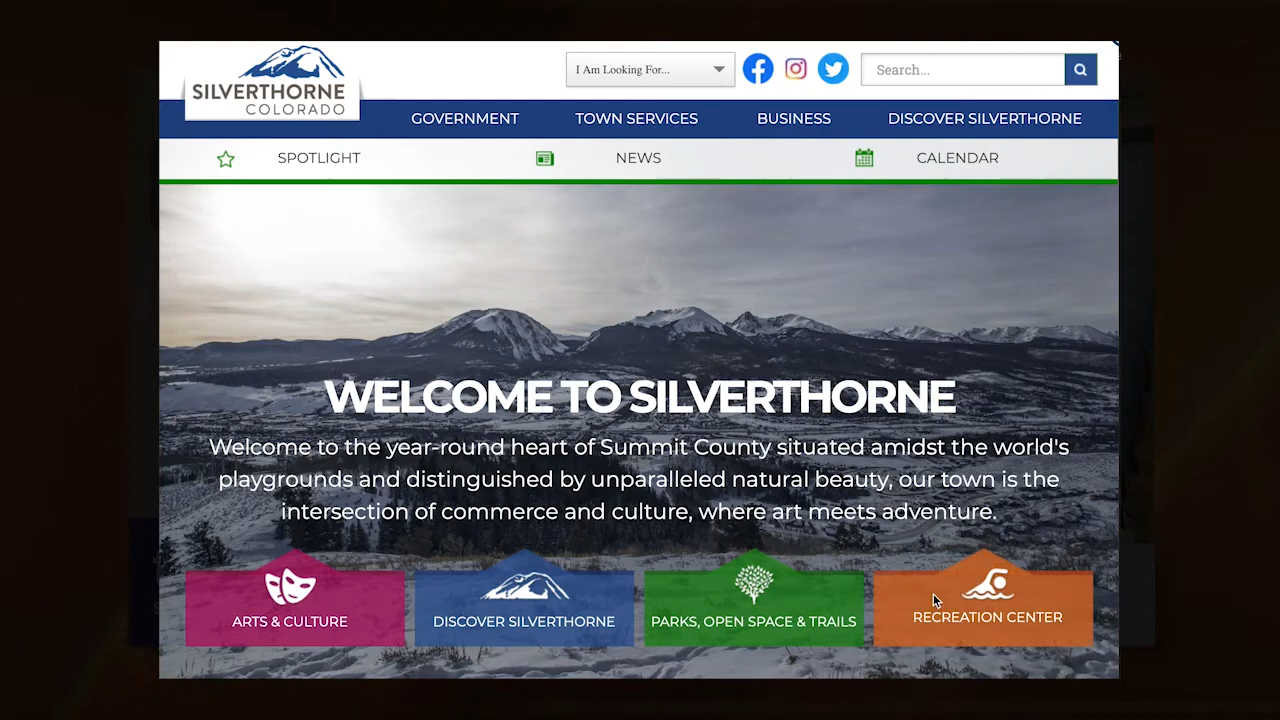 SILVERTHORNE
COLORADO
I Am Looking For...
Search...
GOVERNMENT
TOWN SERVICES
BUSINESS
DISCOVER SILVERTHORNE
SPOTLIGHT
NEWS
CALENDAR
WELCOME TO SILVERTHORNE
Welcome to the year-round heart of Summit County situated amidst the world's
playgrounds and distinguished by unparalleled natural beauty, our town is the
intersection of commerce and culture, where art meets adventure.
ARTS & CULTURE
DISCOVER SILVERTHORNE
PARKS, OPEN SPACE & TRAILS
RECREATION CENTER